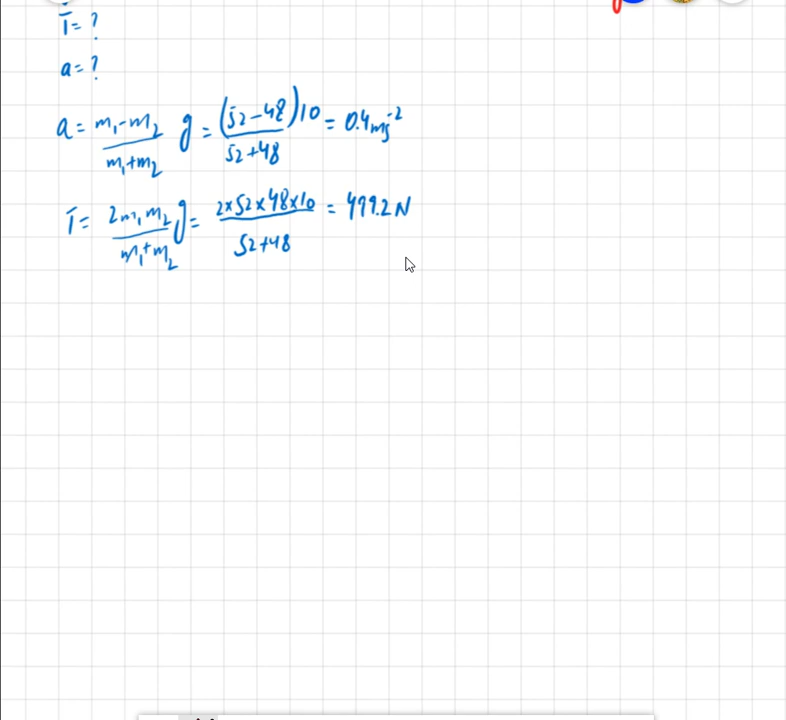 T = ?
a = ?
a = m₁-m₂/m₁+m₂ g = (52-48)10/52+48 = 0.4ms⁻²
T = 2m₁m₂/m₁+m₂ g = 2×52×48×10/52+48 = 499.2N